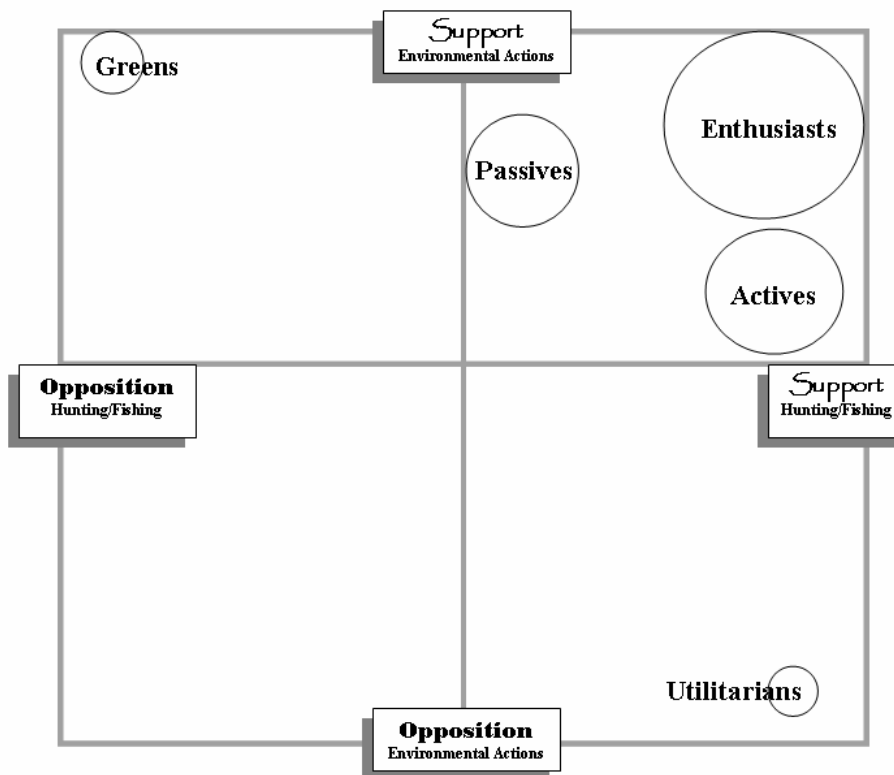 Support
Environmental Actions
Greens
Enthusiasts
Passives
Actives
Opposition
Hunting/Fishing
Support
Hunting/Fishing
Utilitarians
Opposition
Environmental Actions